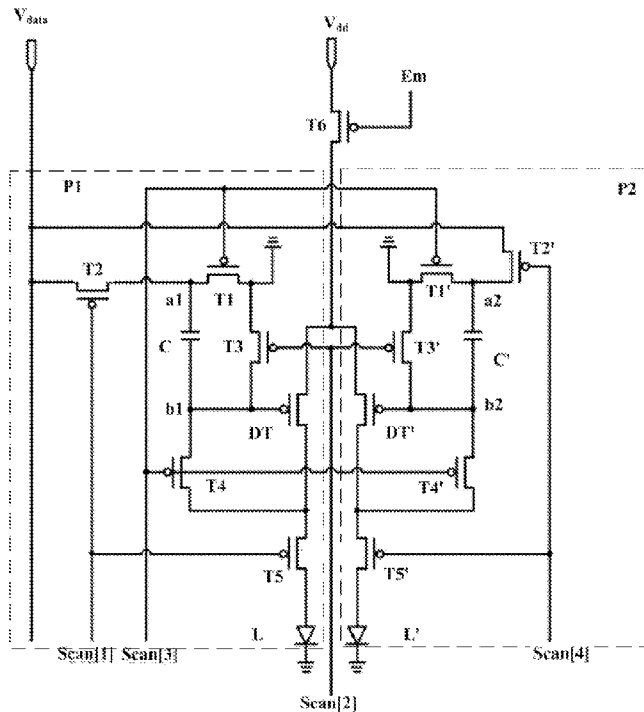 Vdata
Vdd
Em
T6
P1
P2
T2
T2'
a1
T1
T1'
a2
C
T3
T3'
C'
b1
DT
DT'
b2
T4
T4'
T5
T5'
L
L'
Scan[1]
Scan[3]
Scan[4]
Scan[2]